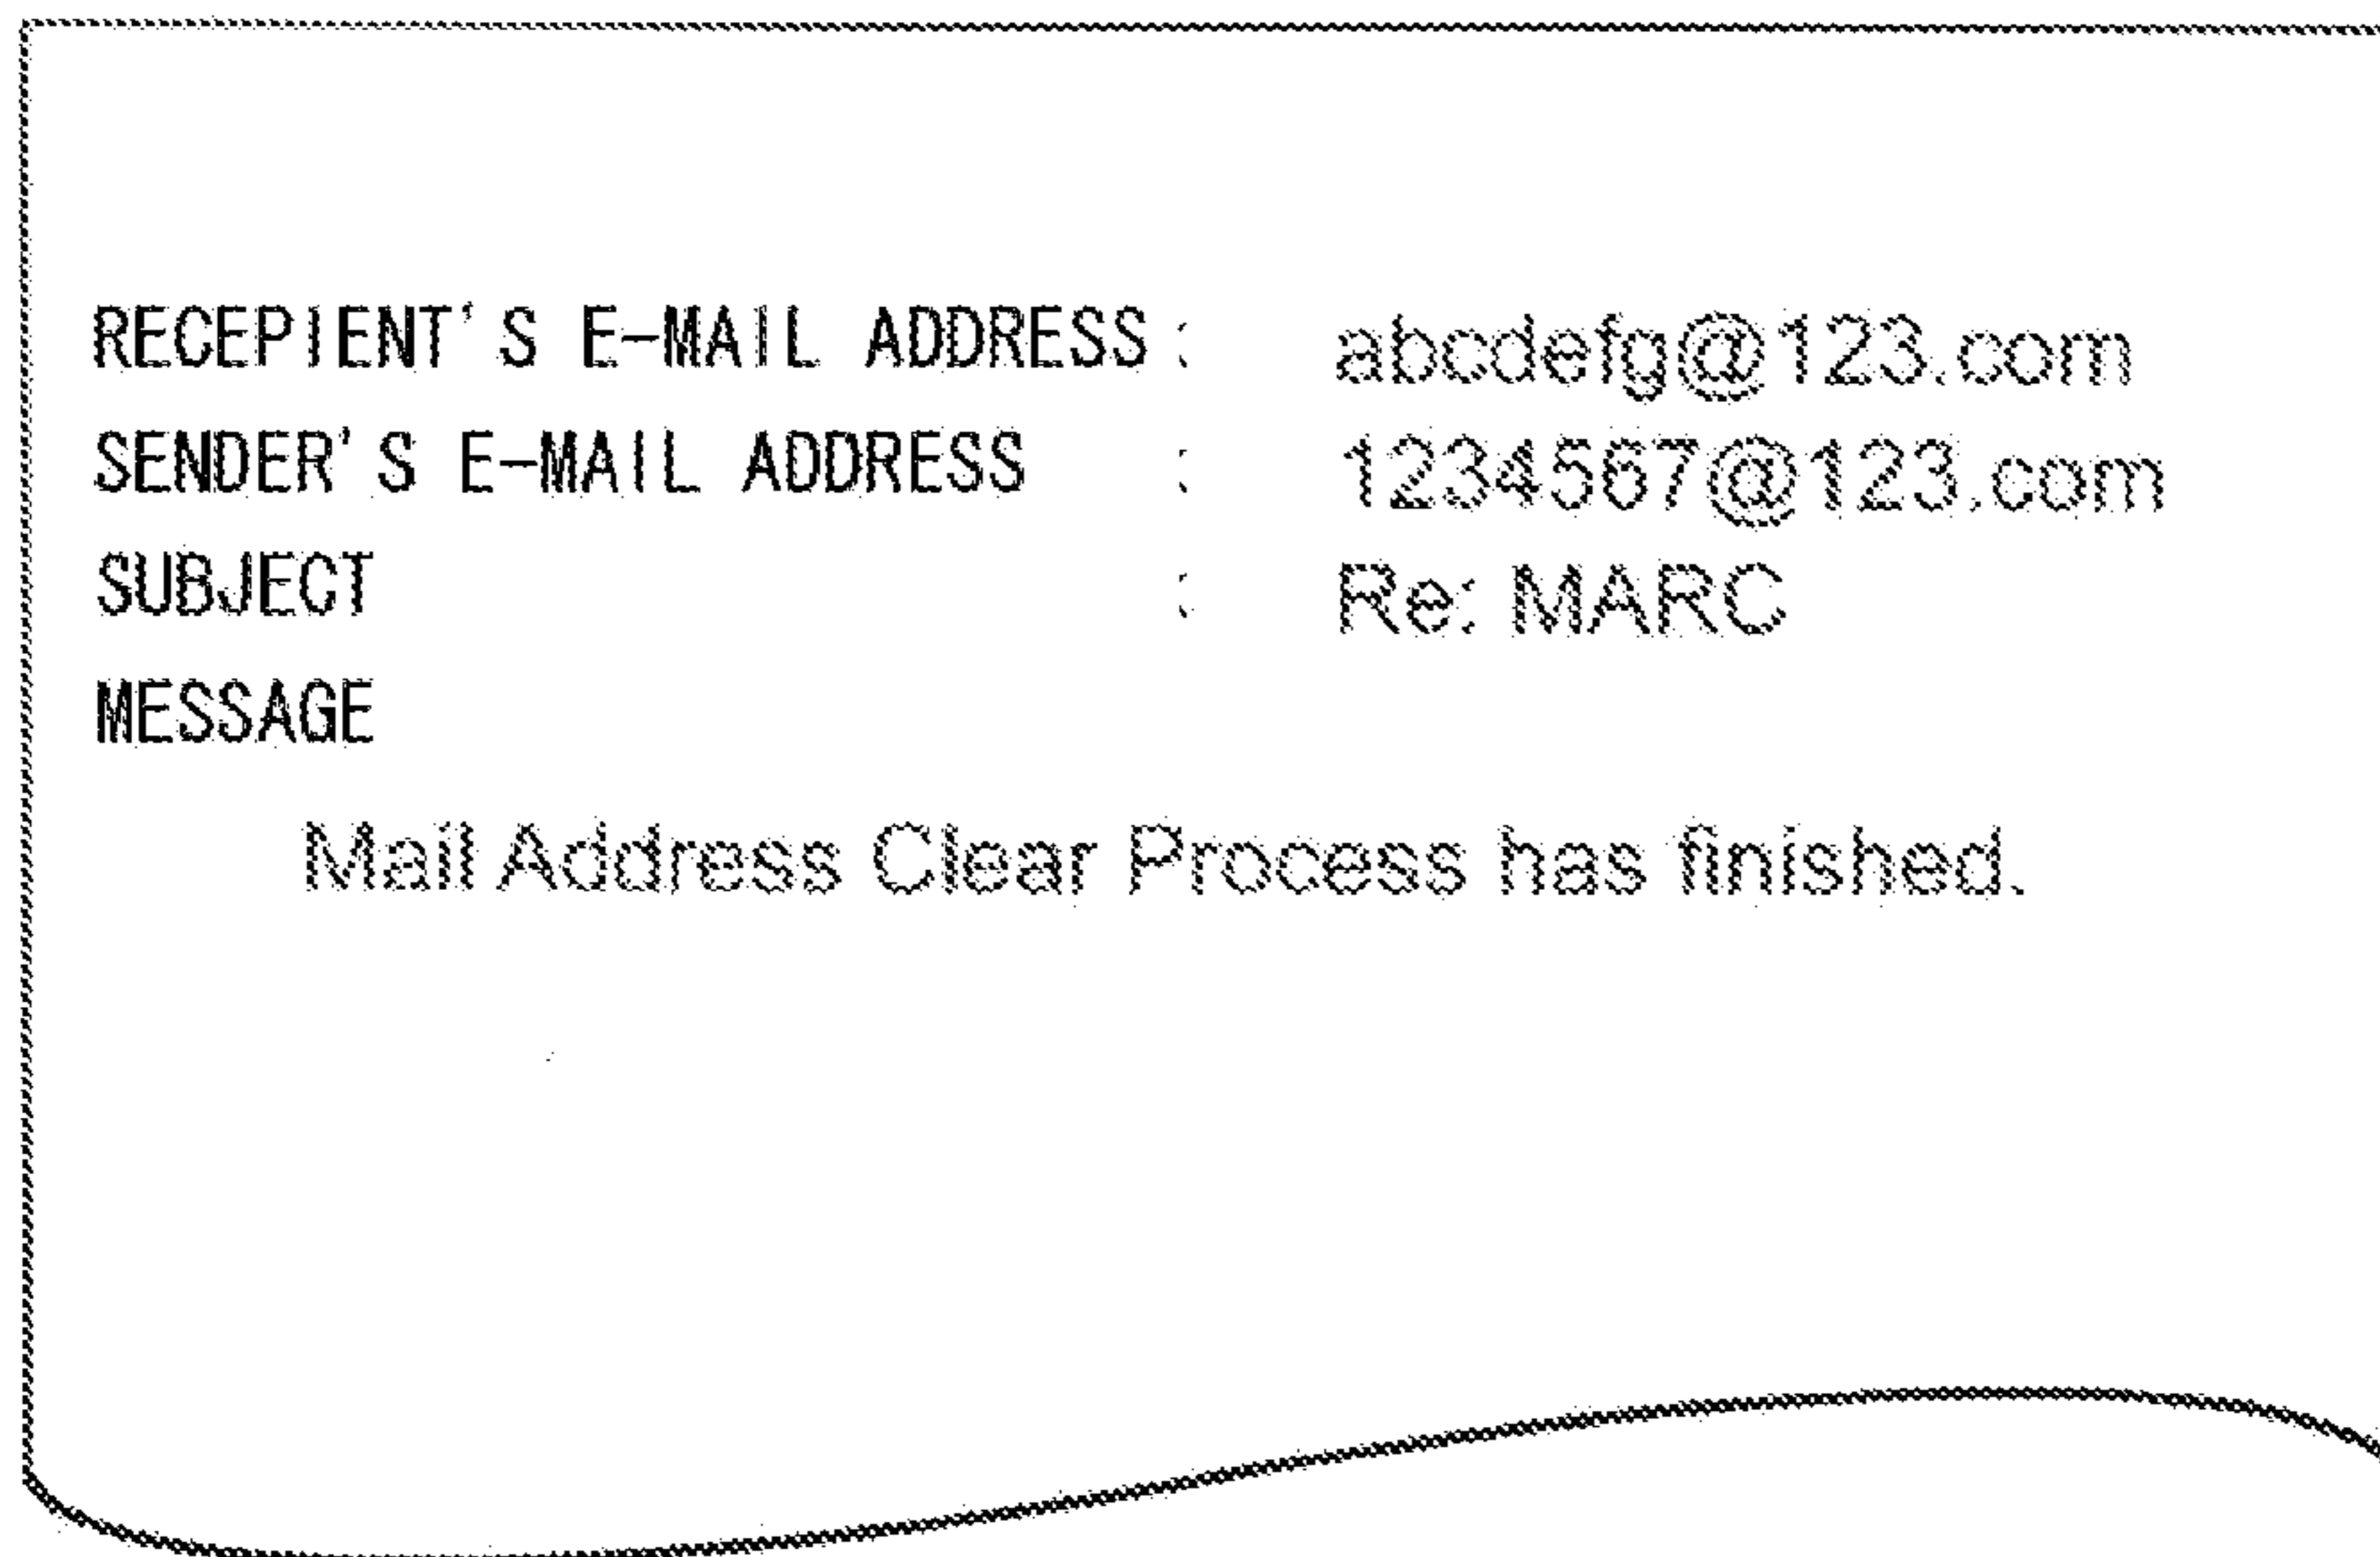 RECEPIENT'S E-MAIL ADDRESS: abcdefg@123.com
SENDER'S E-MAIL ADDRESS : 1234567@123.com
SUBJECT : Re: MARC
MESSAGE
Mail Address Clear Process has finished.